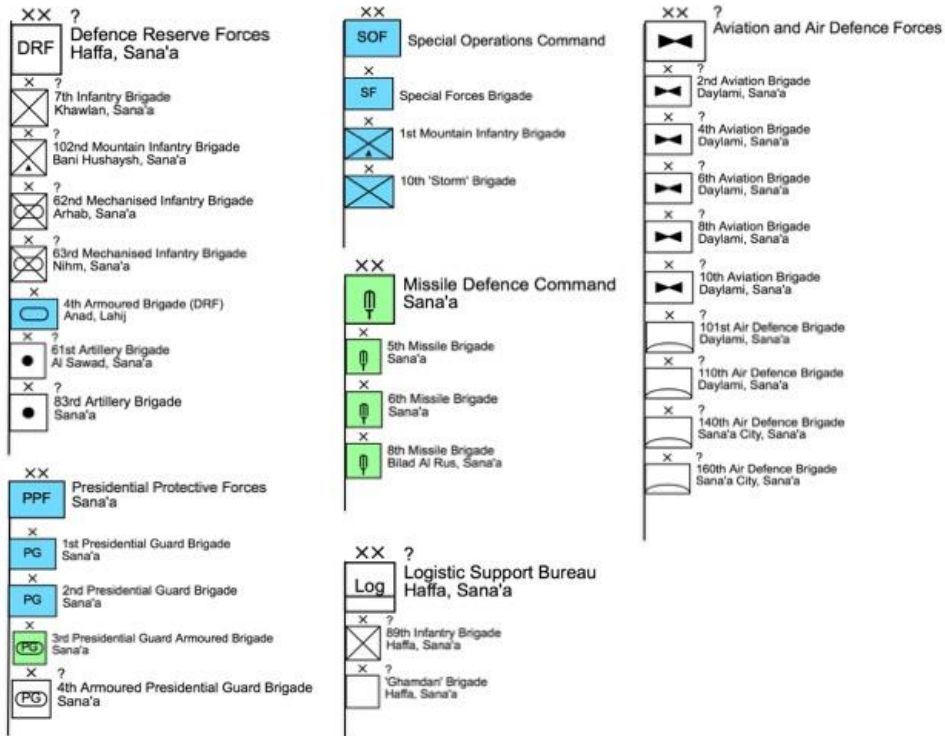 XX ?
DRF
Defence Reserve Forces
Haffa, Sana'a
X ?
7th Infantry Brigade
Khawlan, Sana'a
X ?
102nd Mountain Infantry Brigade
Bani Hushaysh, Sana'a
X ?
62nd Mechanised Infantry Brigade
Arhab, Sana'a
X ?
63rd Mechanised Infantry Brigade
Nihm, Sana'a
X
4th Armoured Brigade (DRF)
Anad, Lahij
X ?
61st Artillery Brigade
Al Sawad, Sana'a
X ?
83rd Artillery Brigade
Sana'a
XX
PPF
Presidential Protective Forces
Sana'a
X
PG
1st Presidential Guard Brigade
Sana'a
X
PG
2nd Presidential Guard Brigade
Sana'a
X
PG
3rd Presidential Guard Armoured Brigade
Sana'a
X ?
PG
4th Armoured Presidential Guard Brigade
Sana'a
XX
SOF
Special Operations Command
X
SF
Special Forces Brigade
X
1st Mountain Infantry Brigade
X
10th 'Storm' Brigade
XX
Missile Defence Command
Sana'a
X
5th Missile Brigade
Sana'a
X
6th Missile Brigade
Sana'a
X
8th Missile Brigade
Bilad Al Rus, Sana'a
XX ?
Log
Logistic Support Bureau
Haffa, Sana'a
X ?
89th Infantry Brigade
Haffa, Sana'a
X ?
'Ghamdan' Brigade
Haffa, Sana'a
XX ?
Aviation and Air Defence Forces
X ?
2nd Aviation Brigade
Daylami, Sana'a
X ?
4th Aviation Brigade
Daylami, Sana'a
X ?
6th Aviation Brigade
Daylami, Sana'a
X ?
8th Aviation Brigade
Daylami, Sana'a
X ?
10th Aviation Brigade
Daylami, Sana'a
X ?
101st Air Defence Brigade
Daylami, Sana'a
X ?
110th Air Defence Brigade
Daylami, Sana'a
X ?
140th Air Defence Brigade
Sana'a City, Sana'a
X ?
160th Air Defence Brigade
Sana'a City, Sana'a